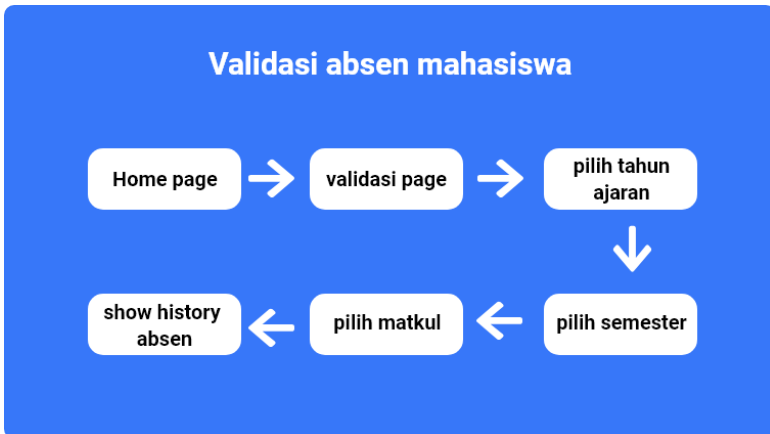 Validasi absen mahasiswa
Home page
validasi page
pilih tahun
ajaran
pilih semester
pilih matkul
show history
absen